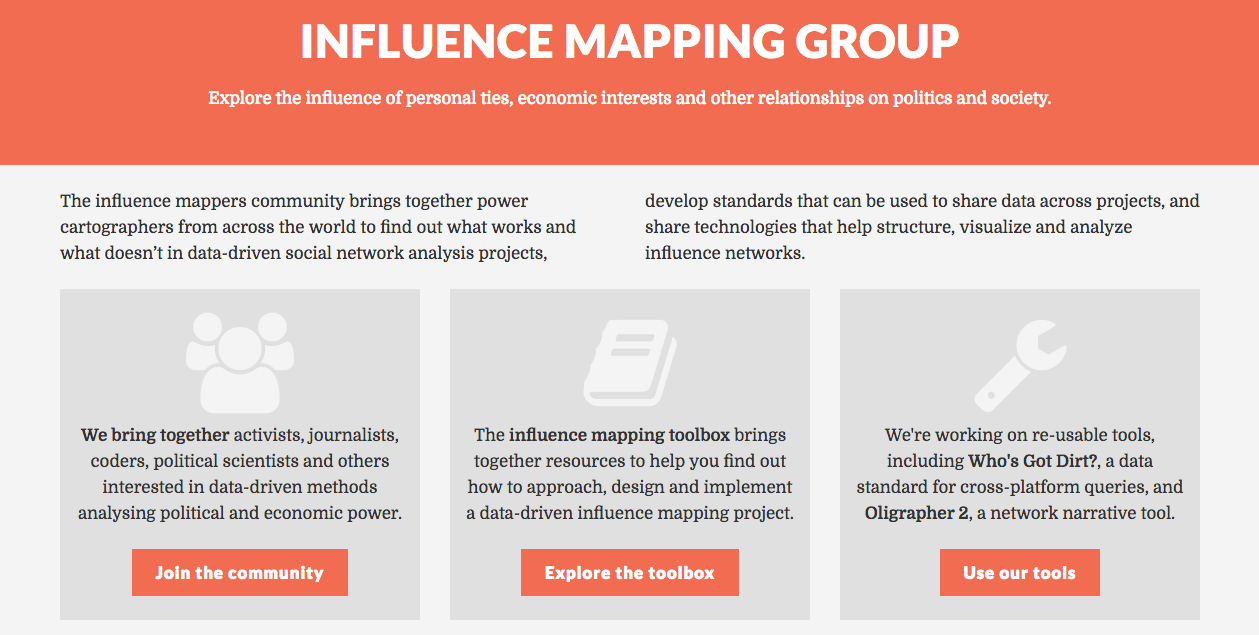 INFLUENCE MAPPING GROUP
Explore the influence of personal ties, economic interests and other relationships on politics and society.
The influence mappers community brings together power
cartographers from across the world to find out what works and
what doesn’t in data-driven social network analysis projects,
develop standards that can be used to share data across projects, and
share technologies that help structure, visualize and analyze
influence networks.
We bring together activists, journalists,
coders, political scientists and others
interested in data-driven methods
analysing political and economic power.
Join the community
The influence mapping toolbox brings
together resources to help you find out
how to approach, design and implement
a data-driven influence mapping project.
Explore the toolbox
We're working on re-usable tools,
including Who's Got Dirt?, a data
standard for cross-platform queries, and
Oligrapher 2, a network narrative tool.
Use our tools